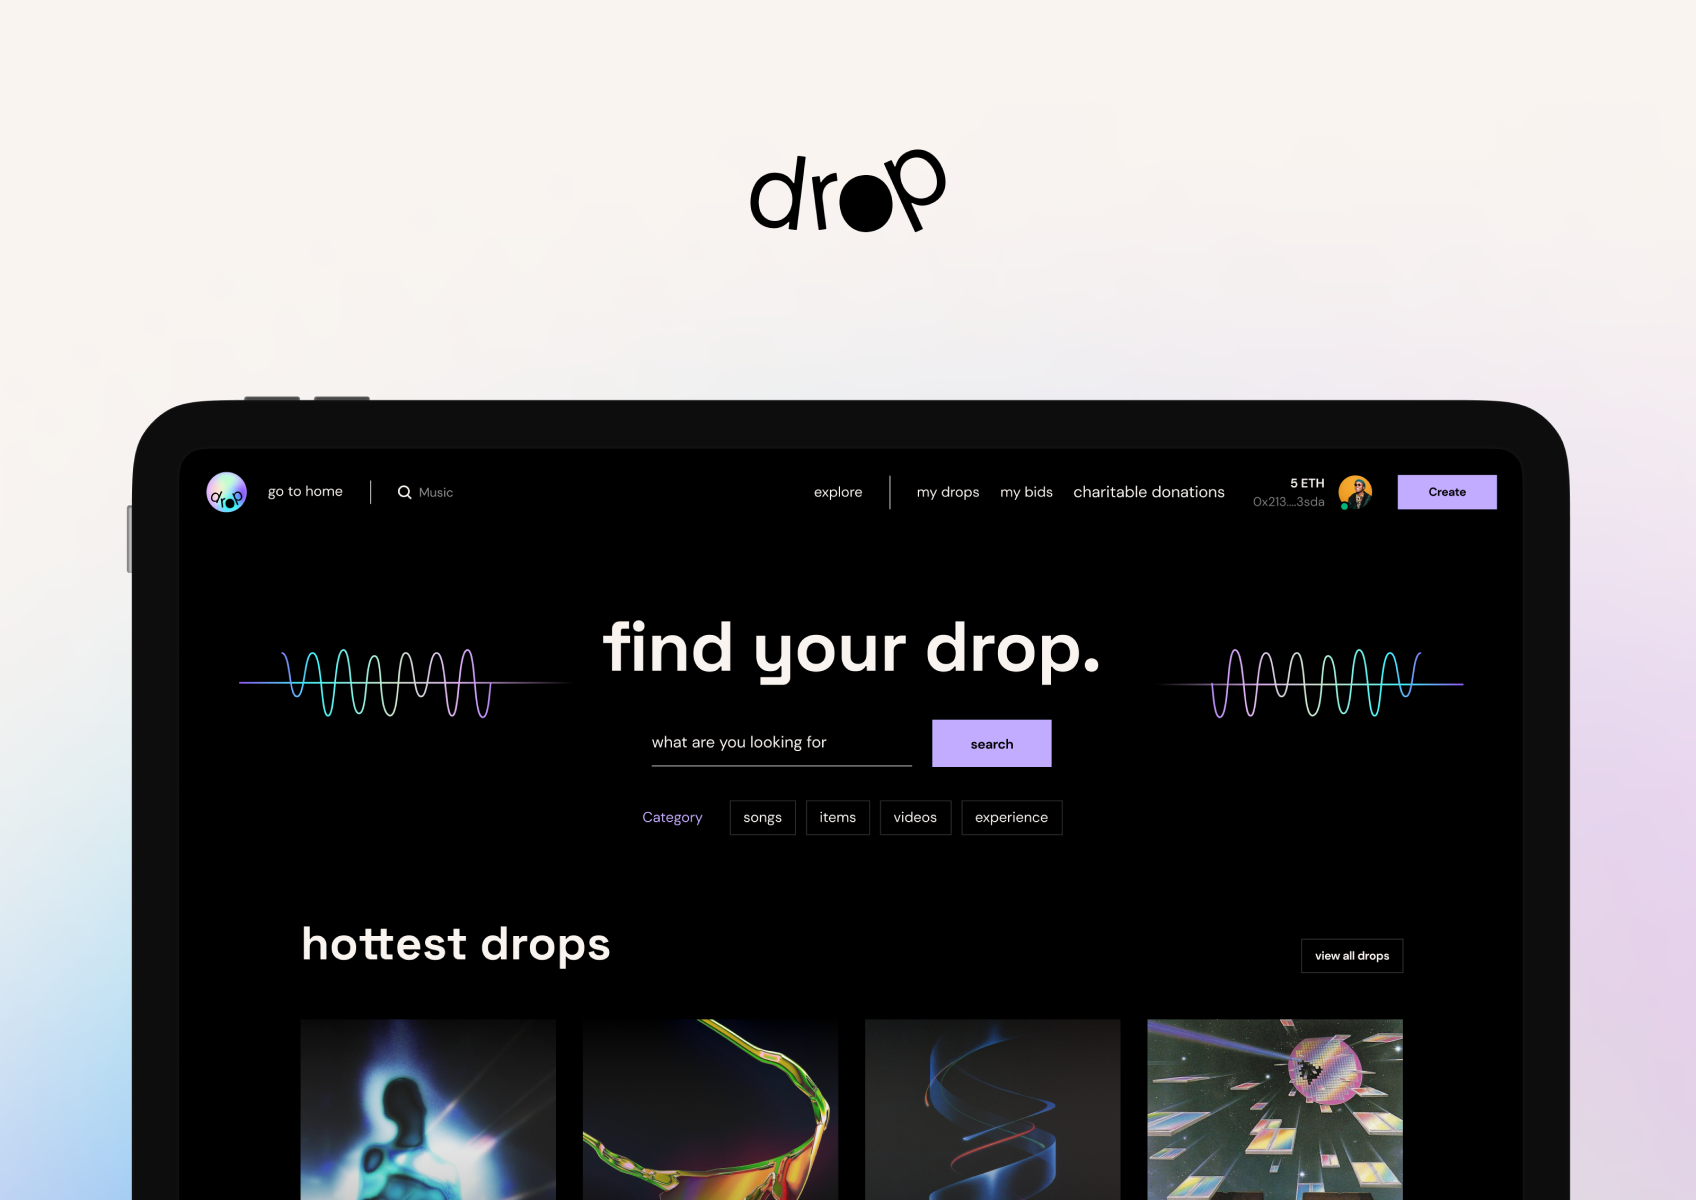 drop
drop
go to home
Music
explore
my drops
my bids
charitable donations
5 ETH
0x213....3sda
Create
find your drop.
what are you looking for
search
Category
songs
items
videos
experience
hottest drops
view all drops